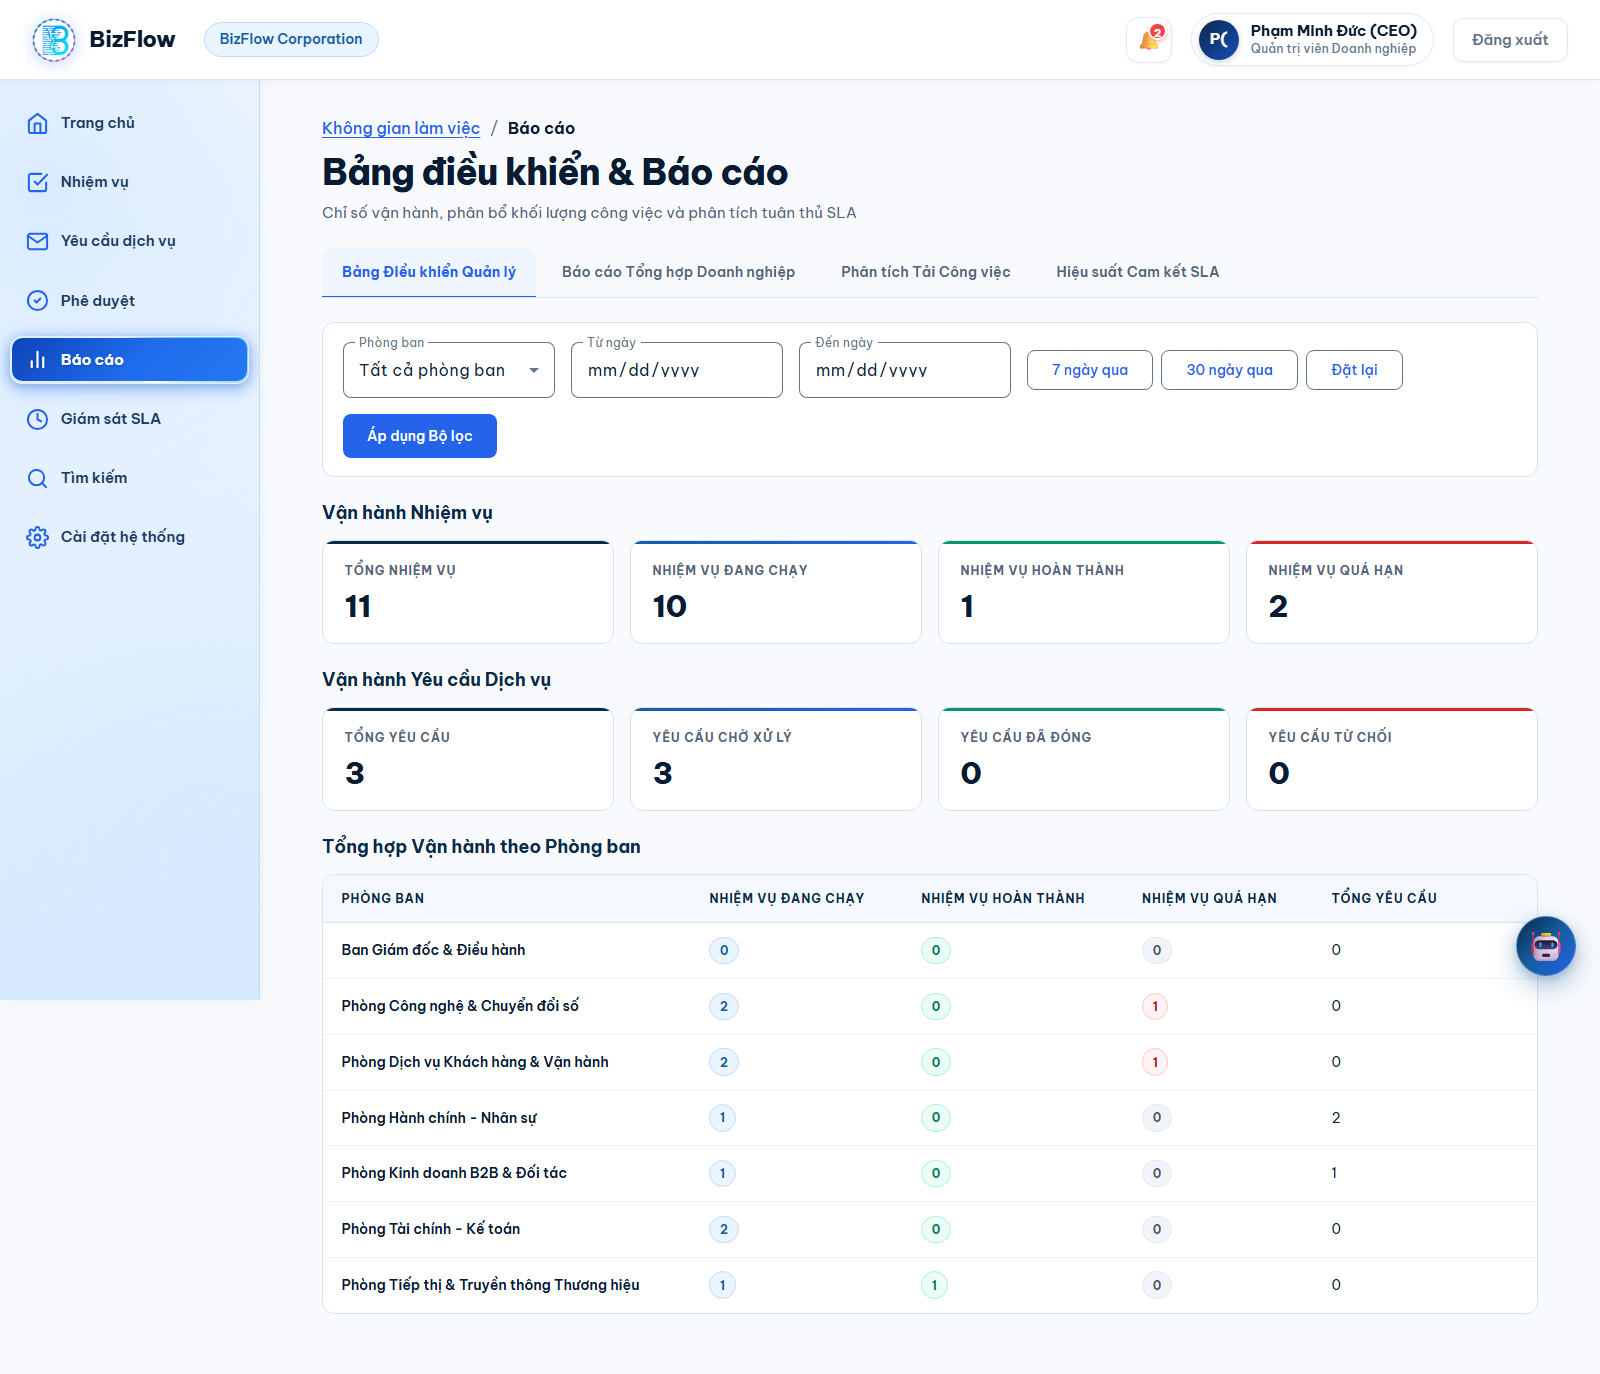 BizFlow
BizFlow Corporation
2
P(
Phạm Minh Đức (CEO)
Quản trị viên Doanh nghiệp
Đăng xuất
Trang chủ
Nhiệm vụ
Yêu cầu dịch vụ
Phê duyệt
Báo cáo
Giám sát SLA
Tìm kiếm
Cài đặt hệ thống
Không gian làm việc / Báo cáo
Bảng điều khiển & Báo cáo
Chỉ số vận hành, phân bổ khối lượng công việc và phân tích tuân thủ SLA
Bảng Điều khiển Quản lý
Báo cáo Tổng hợp Doanh nghiệp
Phân tích Tải Công việc
Hiệu suất Cam kết SLA
Phòng ban
Tất cả phòng ban
Từ ngày
mm/dd/yyyy
Đến ngày
mm/dd/yyyy
7 ngày qua
30 ngày qua
Đặt lại
Áp dụng Bộ lọc
Vận hành Nhiệm vụ
TỔNG NHIỆM VỤ
11
NHIỆM VỤ ĐANG CHẠY
10
NHIỆM VỤ HOÀN THÀNH
1
NHIỆM VỤ QUÁ HẠN
2
Vận hành Yêu cầu Dịch vụ
TỔNG YÊU CẦU
3
YÊU CẦU CHỜ XỬ LÝ
3
YÊU CẦU ĐÃ ĐÓNG
0
YÊU CẦU TỪ CHỐI
0
Tổng hợp Vận hành theo Phòng ban
PHÒNG BAN NHIỆM VỤ ĐANG CHẠY NHIỆM VỤ HOÀN THÀNH NHIỆM VỤ QUÁ HẠN TỔNG YÊU CẦU
Ban Giám đốc & Điều hành 0 0 0 0
Phòng Công nghệ & Chuyển đổi số 2 0 1 0
Phòng Dịch vụ Khách hàng & Vận hành 2 0 1 0
Phòng Hành chính - Nhân sự 1 0 0 2
Phòng Kinh doanh B2B & Đối tác 1 0 0 1
Phòng Tài chính - Kế toán 2 0 0 0
Phòng Tiếp thị & Truyền thông Thương hiệu 1 1 0 0